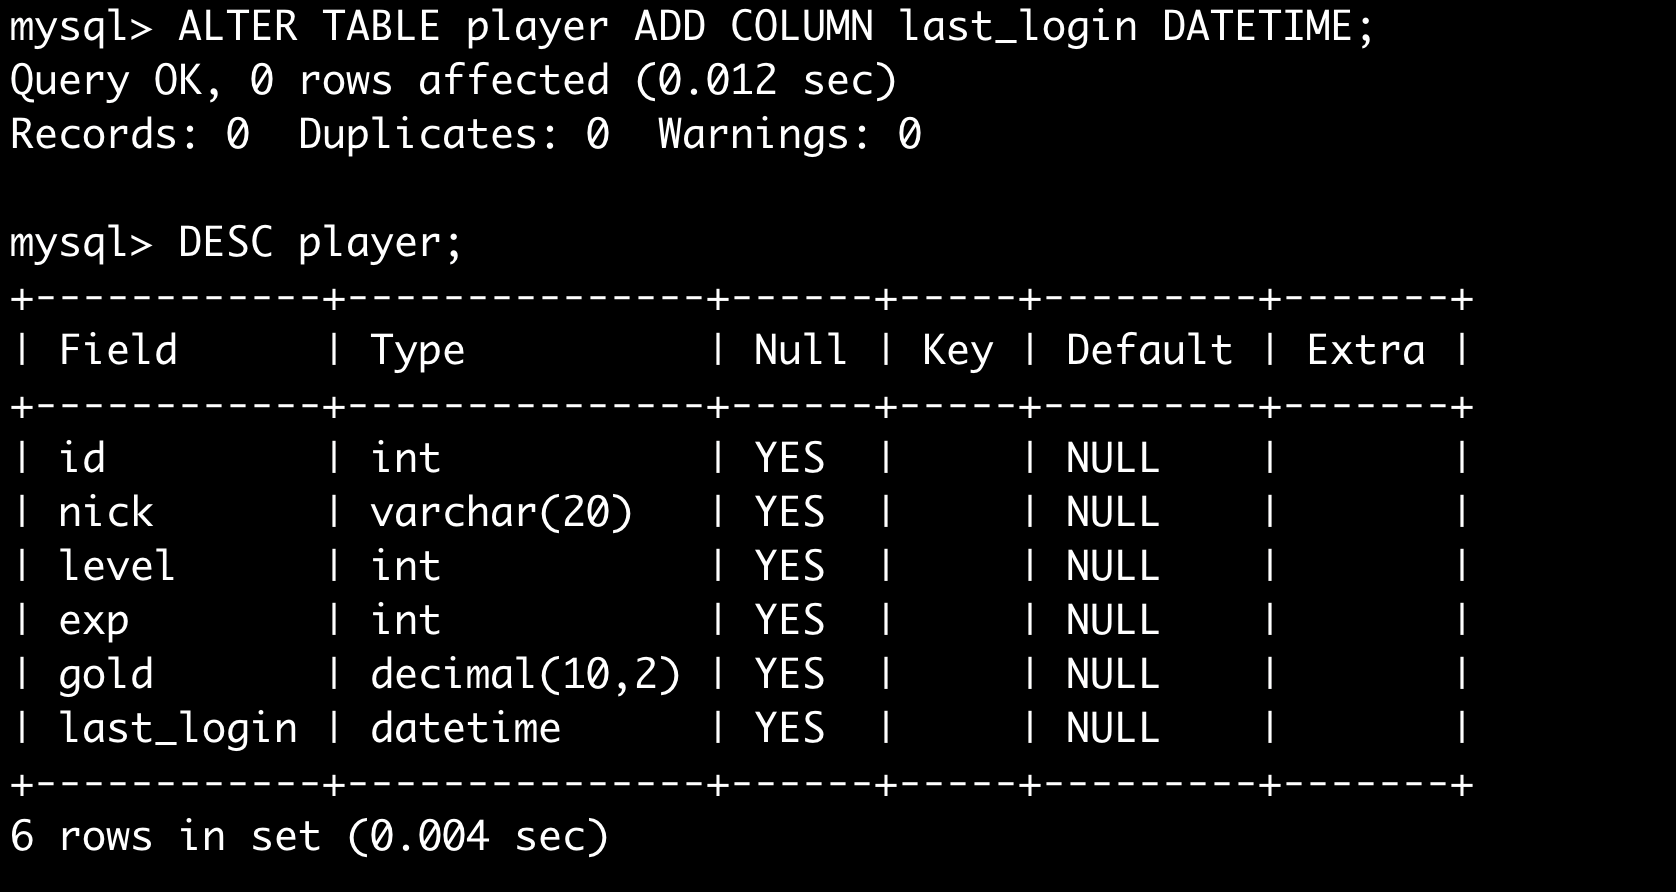 mysql> ALTER TABLE player ADD COLUMN last_login DATETIME;
Query OK, 0 rows affected (0.012 sec)
Records: 0  Duplicates: 0  Warnings: 0

mysql> DESC player;
+------------+---------------+------+-----+---------+-------+
| Field      | Type          | Null | Key | Default | Extra |
+------------+---------------+------+-----+---------+-------+
| id         | int           | YES  |     | NULL    |       |
| nick       | varchar(20)   | YES  |     | NULL    |       |
| level      | int           | YES  |     | NULL    |       |
| exp        | int           | YES  |     | NULL    |       |
| gold       | decimal(10,2) | YES  |     | NULL    |       |
| last_login | datetime      | YES  |     | NULL    |       |
+------------+---------------+------+-----+---------+-------+
6 rows in set (0.004 sec)